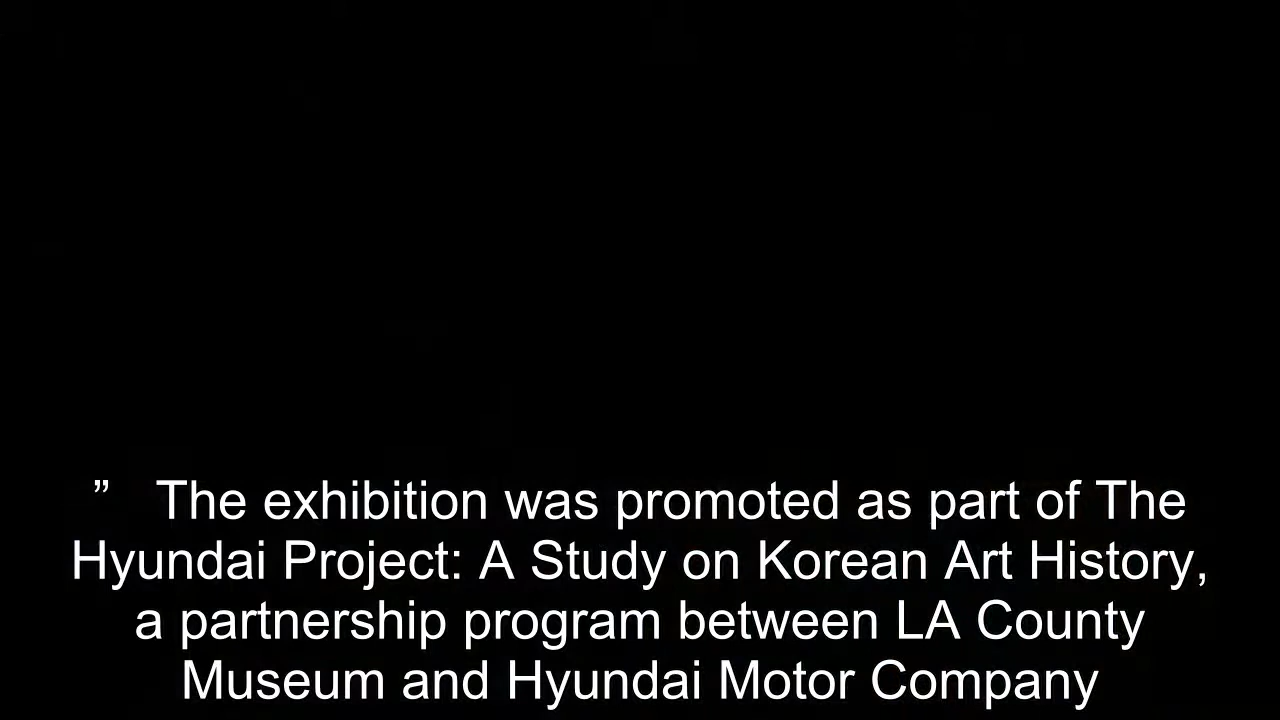 ” The exhibition was promoted as part of The
Hyundai Project: A Study on Korean Art History,
a partnership program between LA County
Museum and Hyundai Motor Company